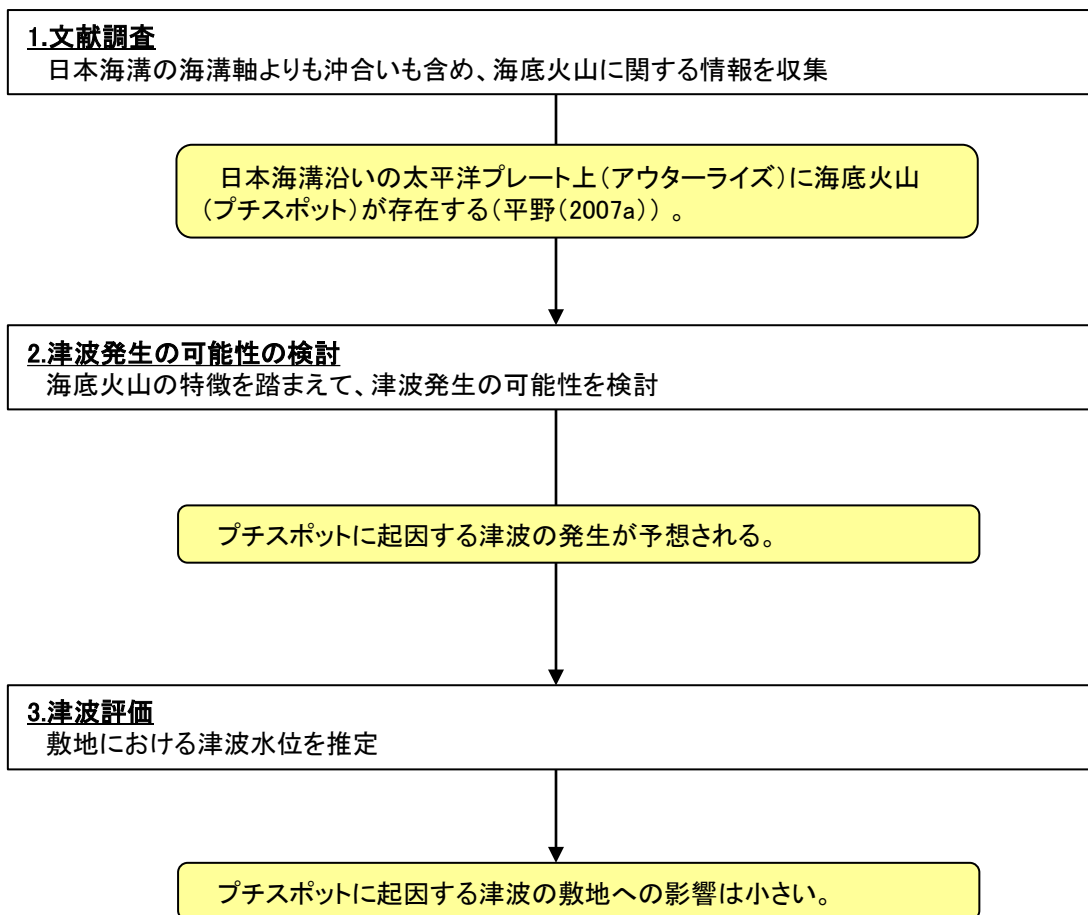 1.文献調査
日本海溝の海溝軸よりも沖合いも含め、海底火山に関する情報を収集
日本海溝沿いの太平洋プレート上(アウターライズ)に海底火山
(プチスポット)が存在する(平野(2007a)) 。
2.津波発生の可能性の検討
海底火山の特徴を踏まえて、津波発生の可能性を検討
プチスポットに起因する津波の発生が予想される。
3.津波評価
敷地における津波水位を推定
プチスポットに起因する津波の敷地への影響は小さい。